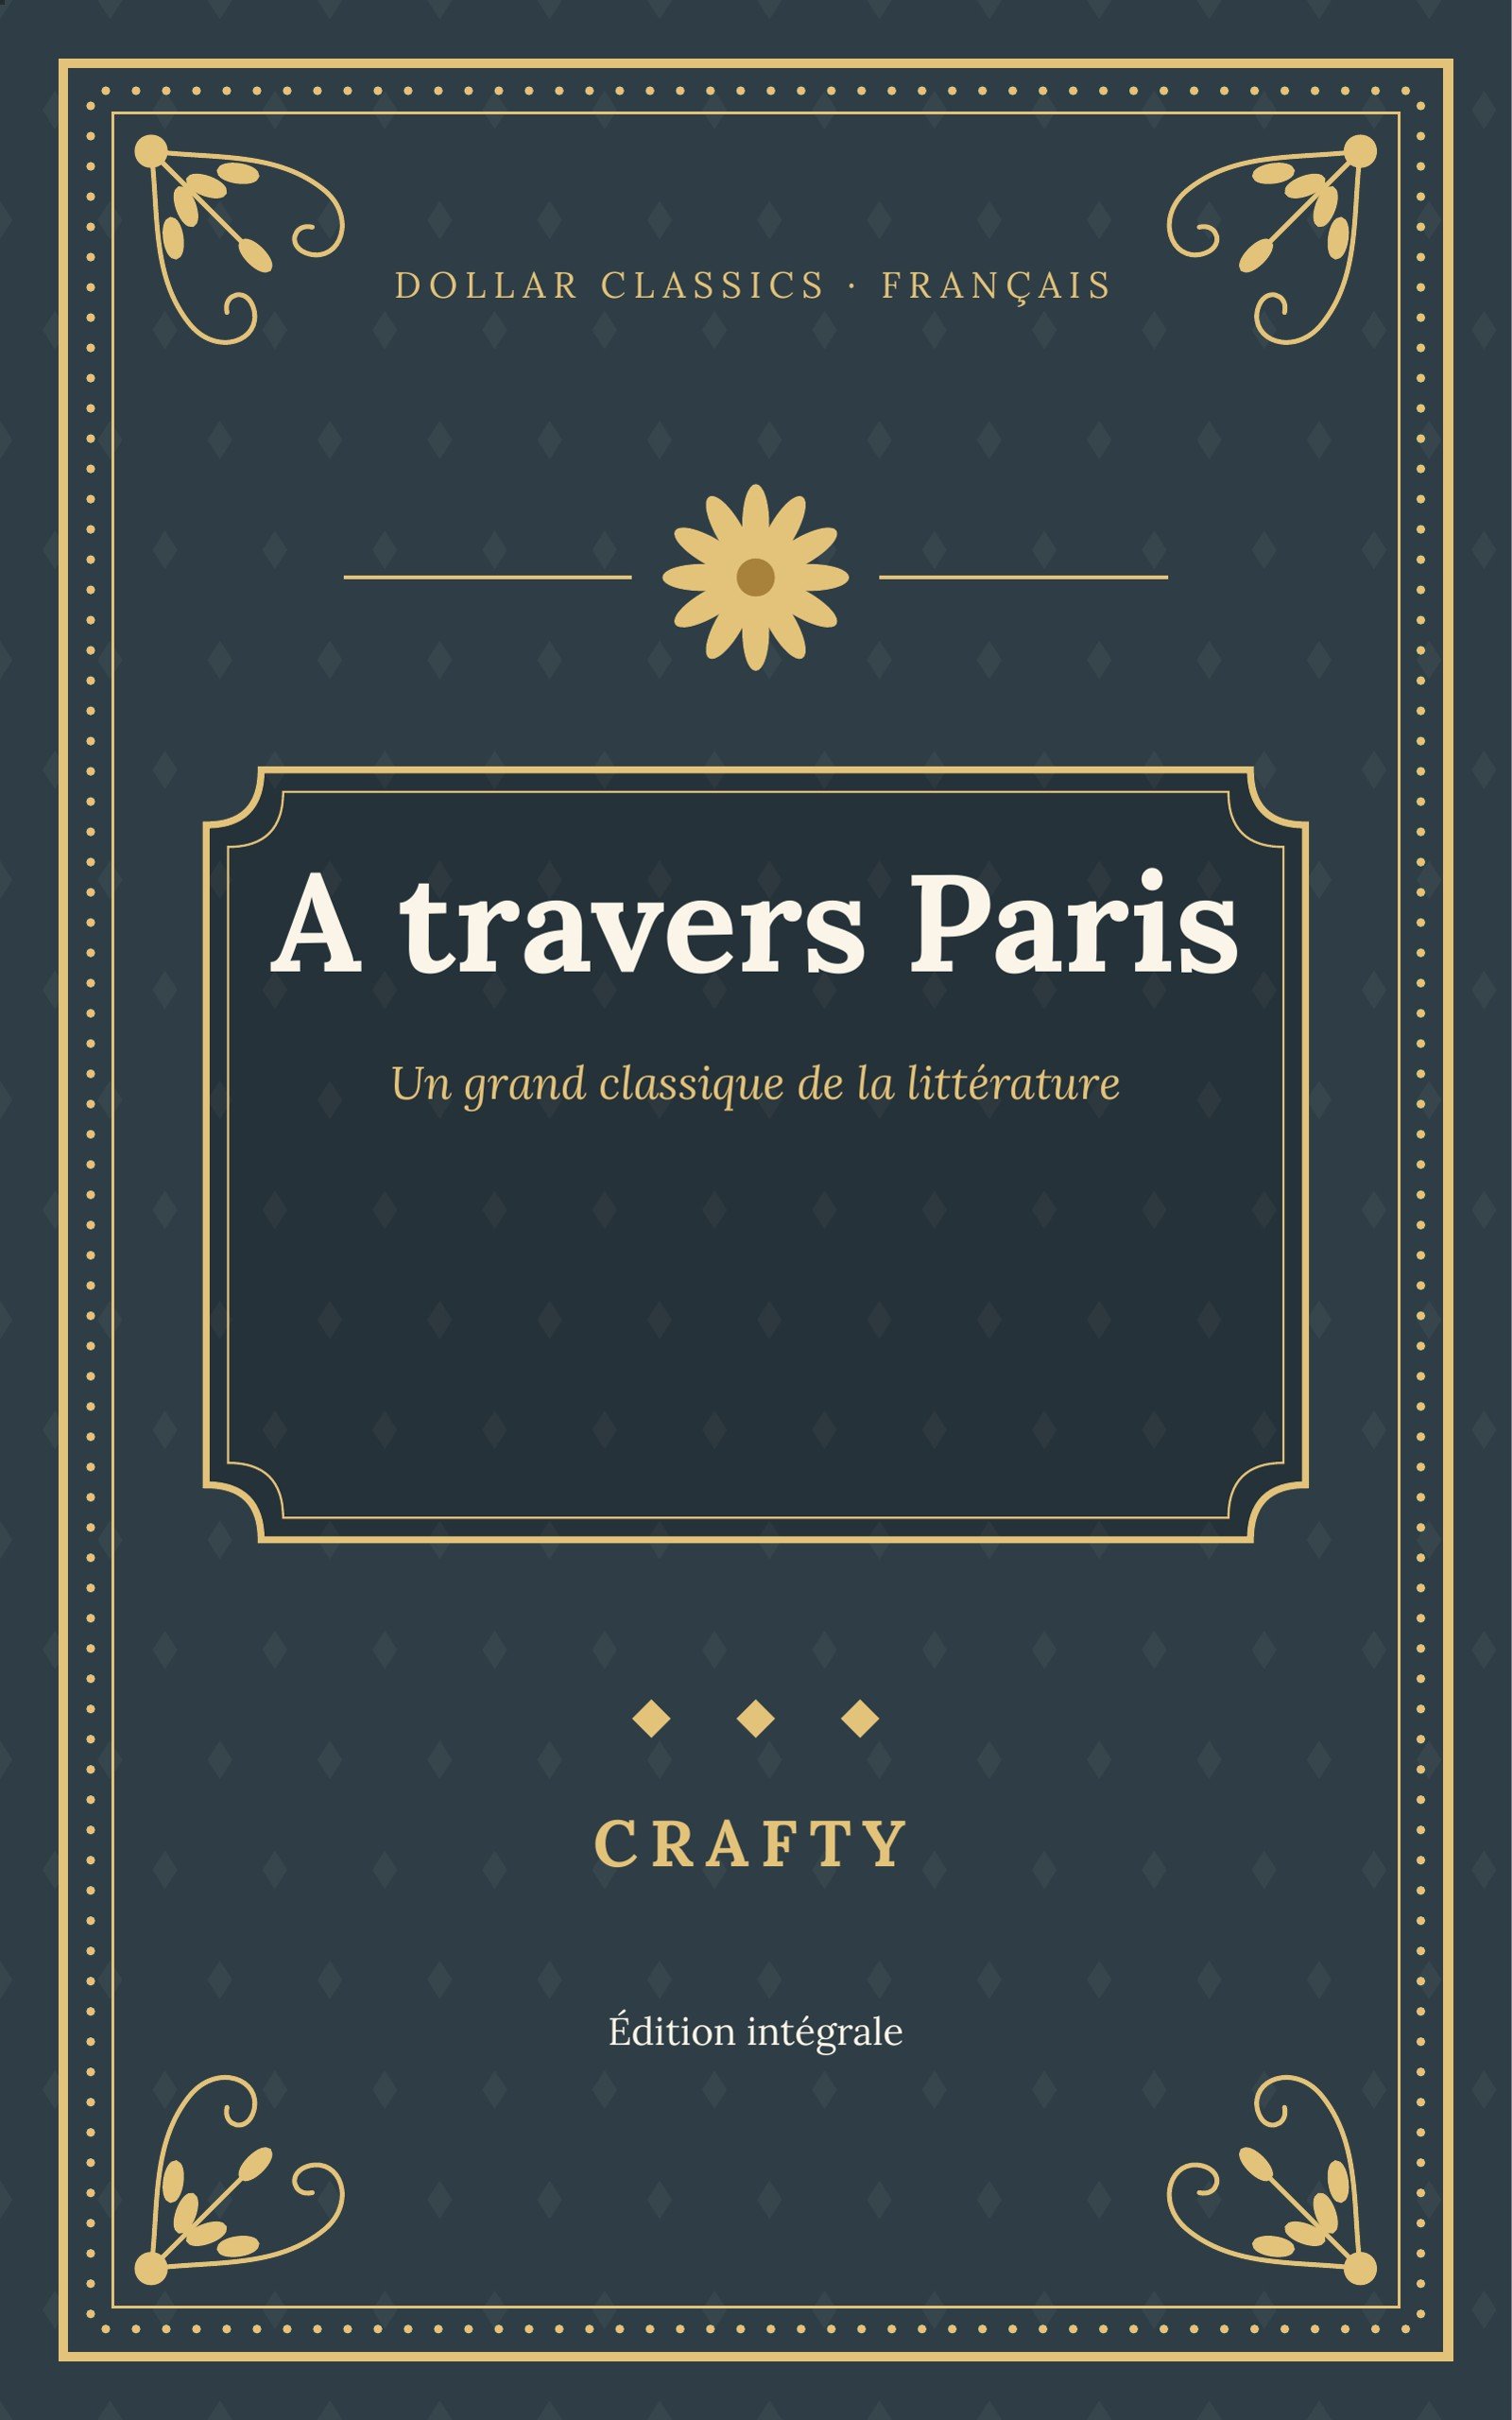 DOLLAR CLASSICS · FRANÇAIS
A travers Paris
Un grand classique de la littérature
CRAFTY
Édition intégrale